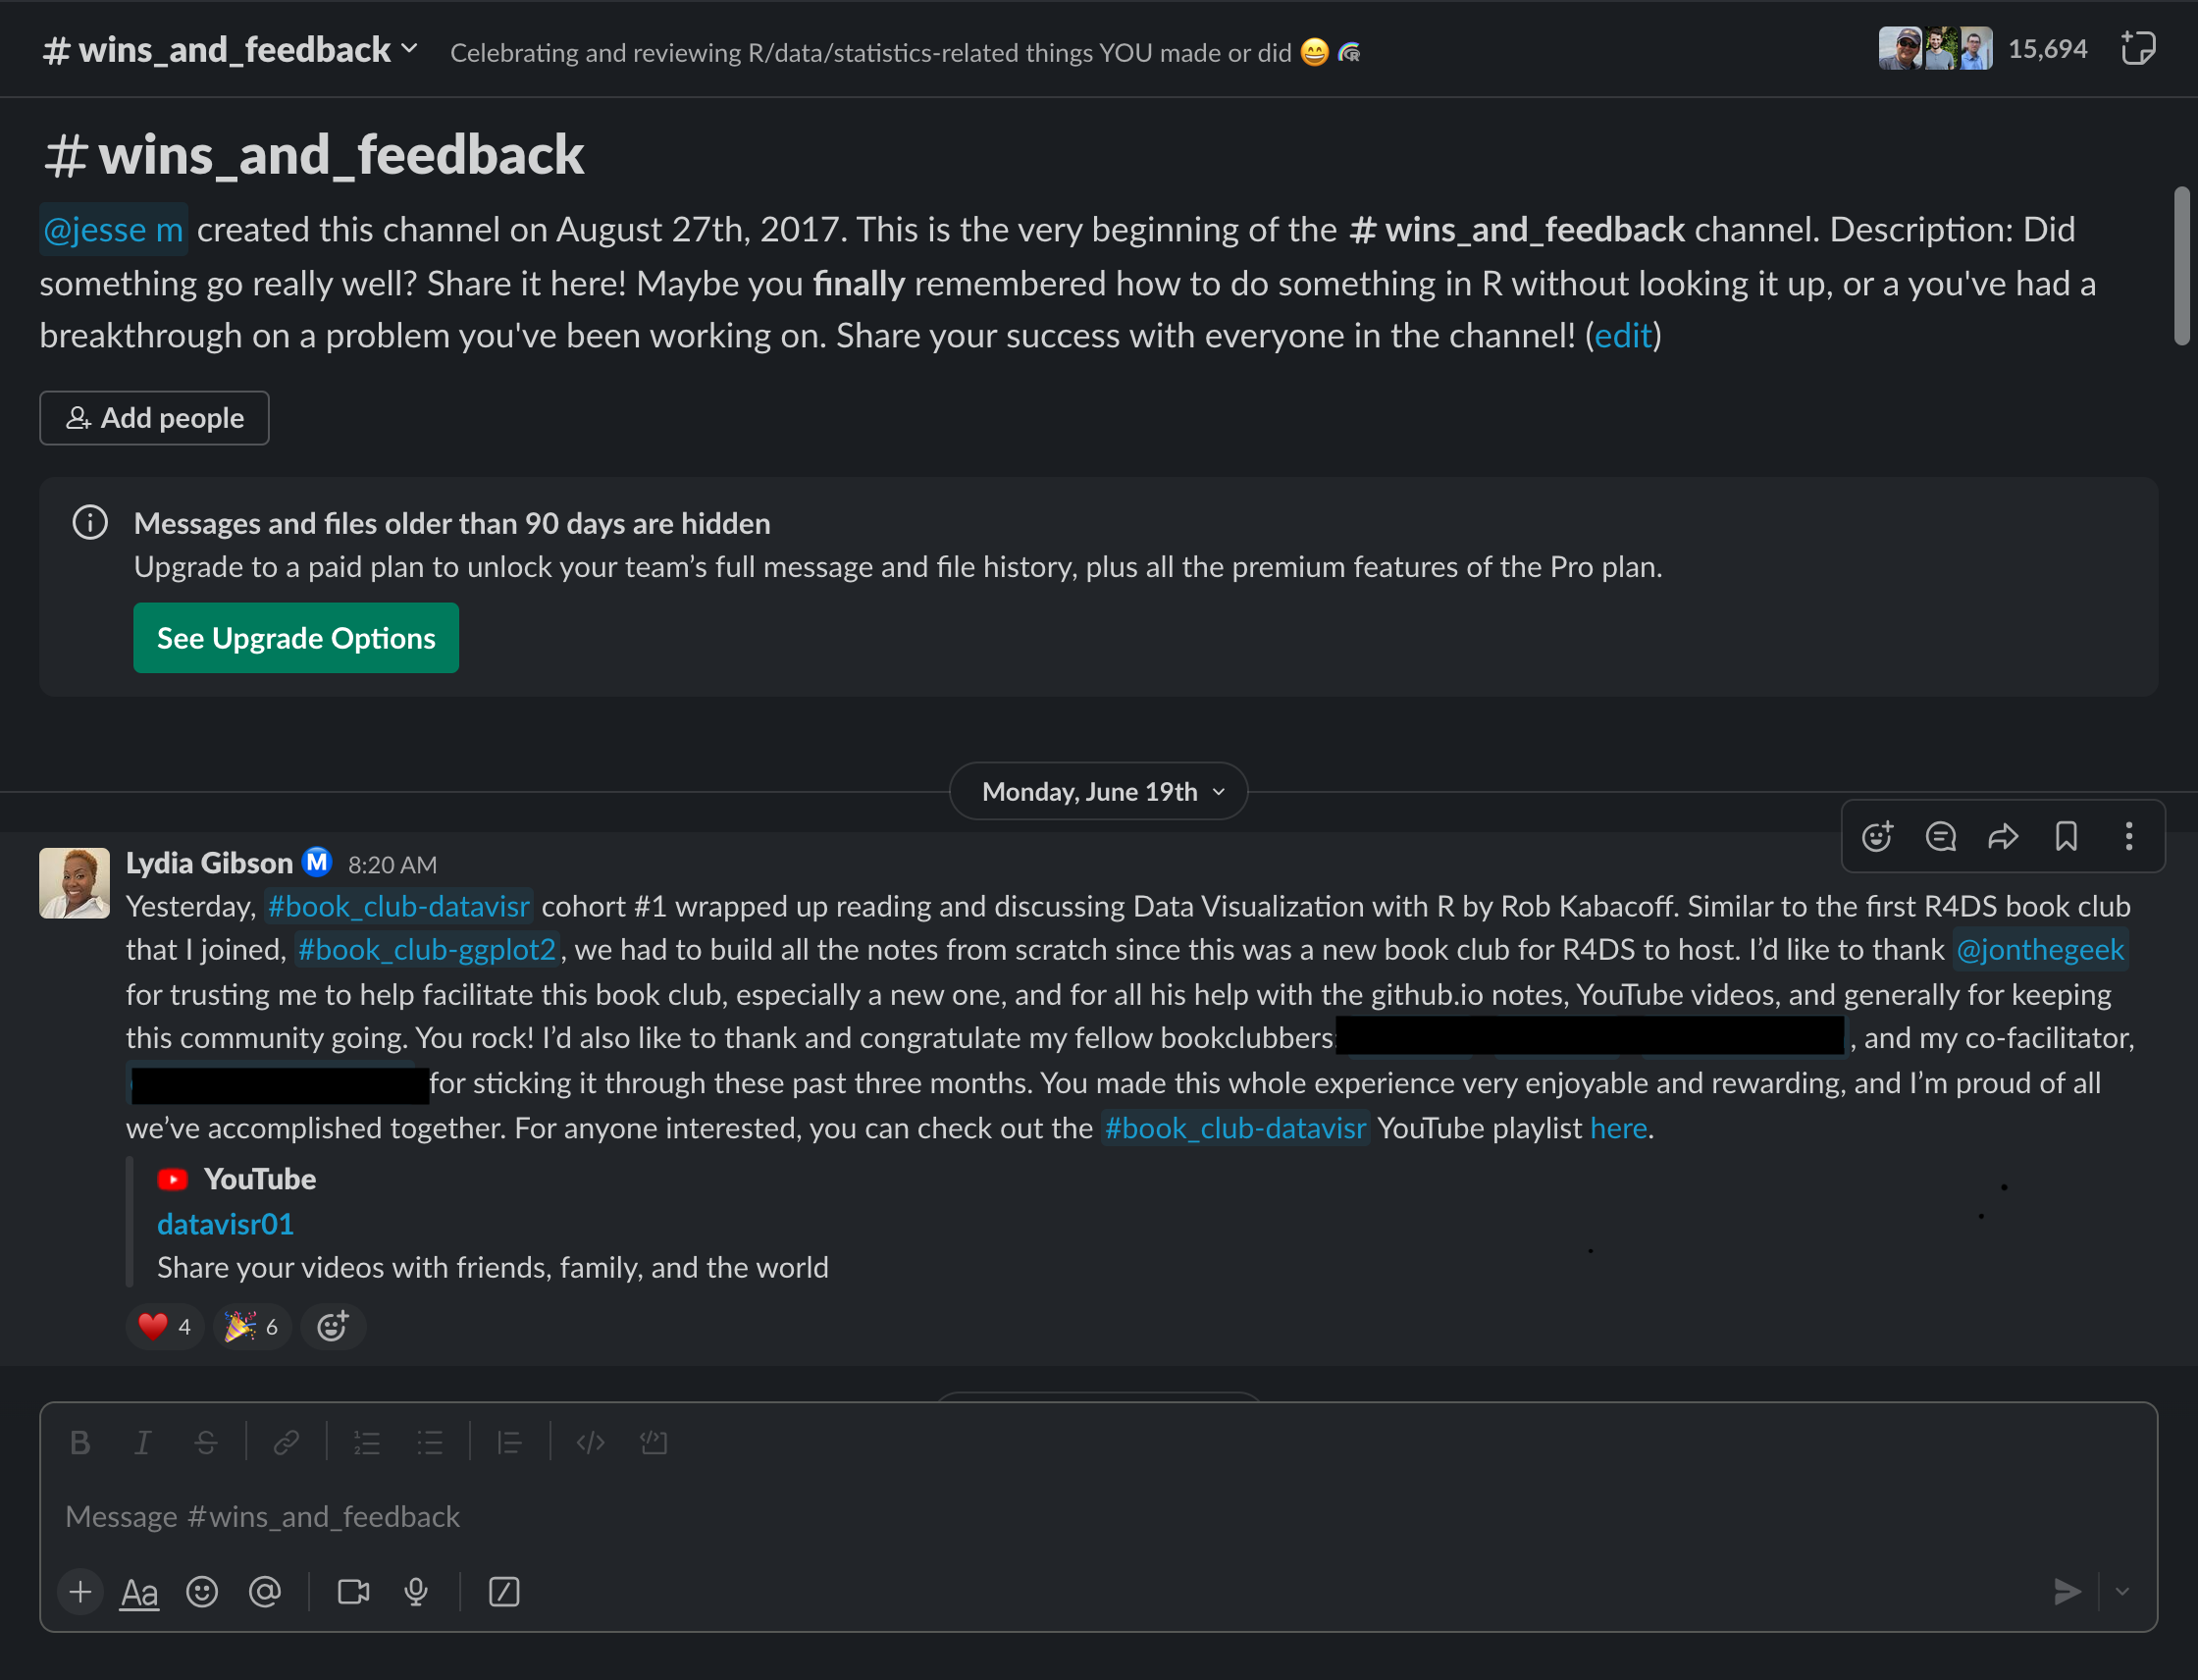 # wins_and_feedback Celebrating and reviewing R/data/statistics-related things YOU made or did 😄 R 15,694
# wins_and_feedback
@jesse m created this channel on August 27th, 2017. This is the very beginning of the # wins_and_feedback channel. Description: Did
something go really well? Share it here! Maybe you finally remembered how to do something in R without looking it up, or a you've had a
breakthrough on a problem you've been working on. Share your success with everyone in the channel! (edit)
Add people
Messages and files older than 90 days are hidden
Upgrade to a paid plan to unlock your team’s full message and file history, plus all the premium features of the Pro plan.
See Upgrade Options
Monday, June 19th
Lydia Gibson M 8:20 AM
Yesterday, #book_club-datavisr cohort #1 wrapped up reading and discussing Data Visualization with R by Rob Kabacoff. Similar to the first R4DS book club
that I joined, #book_club-ggplot2, we had to build all the notes from scratch since this was a new book club for R4DS to host. I’d like to thank @jonthegeek
for trusting me to help facilitate this book club, especially a new one, and for all his help with the github.io notes, YouTube videos, and generally for keeping
this community going. You rock! I’d also like to thank and congratulate my fellow bookclubbers: , and my co-facilitator,
for sticking it through these past three months. You made this whole experience very enjoyable and rewarding, and I’m proud of all
we’ve accomplished together. For anyone interested, you can check out the #book_club-datavisr YouTube playlist here.
YouTube
datavisr01
Share your videos with friends, family, and the world
❤️ 4 🎉 6
B I S
Message #wins_and_feedback
+ Aa @